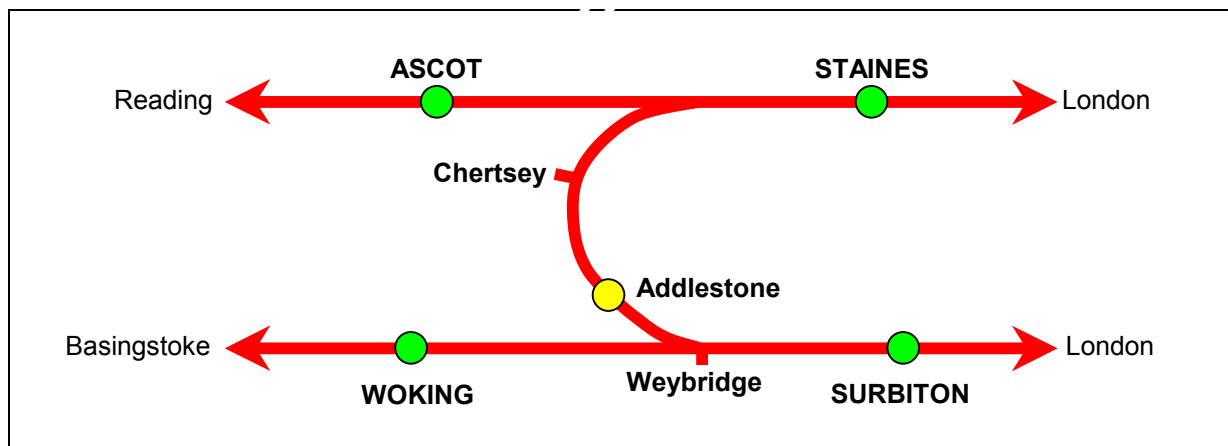 ASCOT
STAINES
Reading
London
Chertsey
Addlestone
Basingstoke
London
Weybridge
WOKING
SURBITON